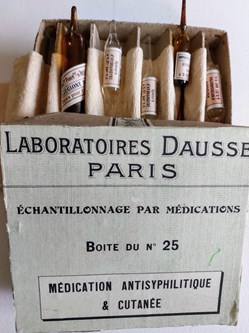 LABORATOIRES DAUSSE
PARIS
ÉCHANTILLONNAGE PAR MÉDICATIONS
BOITE DU N° 25
MÉDICATION ANTISYPHILITIQUE
& CUTANÉE